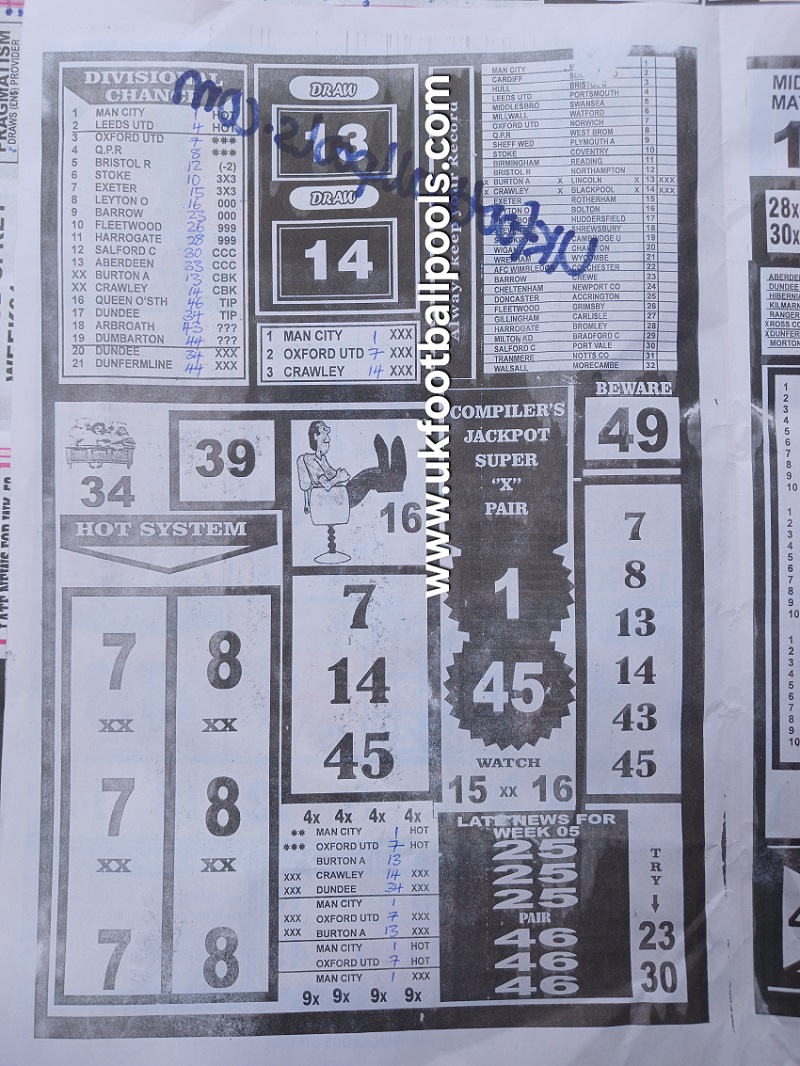 DIVISIONAL
CHANCE
1 MAN CITY 1 HOT
2 LEEDS UTD 4 HOT
3 OXFORD UTD 7 ***
4 Q.P.R 8 ***
5 BRISTOL R 12 (-2)
6 STOKE 10 3X3
7 EXETER 15 3X3
8 LEYTON O 16 000
9 BARROW 23 000
10 FLEETWOOD 26 999
11 HARROGATE 28 999
12 SALFORD C 30 CCC
13 ABERDEEN 33 CCC
XX BURTON A 13 CBK
XX CRAWLEY 14 CBK
16 QUEEN O'STH 46 TIP
17 DUNDEE 34 TIP
18 ARBROATH 43 ???
19 DUMBARTON 44 ???
20 DUNDEE 34 XXX
21 DUNFERMLINE 44 XXX
DRAW
13
DRAW
14
1 MAN CITY 1 XXX
2 OXFORD UTD 7 XXX
3 CRAWLEY 14 XXX
Always keep your Record
www.ukfootballpools.com
MAN CITY 1
CARDIFF 2
HULL BRISTOL C 3
LEEDS UTD PORTSMOUTH 4
MIDDLESBRO SWANSEA 5
MILLWALL WATFORD 6
OXFORD UTD NORWICH 7
Q.P.R WEST BROM 8
SHEFF WED PLYMOUTH A 9
STOKE COVENTRY 10
BIRMINGHAM READING 11
BRISTOL R NORTHAMPTON 12
X BURTON A X LINCOLN X 13 XXX
X CRAWLEY X BLACKPOOL X 14 XXX
EXETER ROTHERHAM 15
BOLTON 16
HUDDERSFIELD 17
SHREWSBURY 18
CAMBRIDGE U 19
WIGAN CHARLTON 20
WREXHAM WYCOMBE 21
AFC WIMBLEDON COLCHESTER 22
BARROW CREWE 23
CHELTENHAM NEWPORT CO 24
DONCASTER ACCRINGTON 25
FLEETWOOD GRIMSBY 26
GILLINGHAM CARLISLE 27
HARROGATE BROMLEY 28
MILTON KD BRADFORD C 29
SALFORD C PORT VALE 30
TRANMERE NOTTS CO 31
WALSALL MORECAMBE 32
34
39
16
HOT SYSTEM
7 8
XX XX
7 8
XX XX
7 8
7
14
45
COMPILER'S
JACKPOT
SUPER
"X"
PAIR
1
45
WATCH
15 XX 16
BEWARE
49
7
8
13
14
43
45
4x 4x 4x 4x
** MAN CITY 1 HOT
*** OXFORD UTD 7 HOT
BURTON A 13
XXX CRAWLEY 14 XXX
XXX DUNDEE 34 XXX
MAN CITY 1
XXX OXFORD UTD 7 XXX
XXX BURTON A 13 XXX
MAN CITY 1 HOT
OXFORD UTD 7 HOT
MAN CITY 1 XXX
9x 9x 9x 9x
LATE NEWS FOR
WEEK 05
25
25
25
PAIR
46
46
46
TRY
23
30
28x
30x